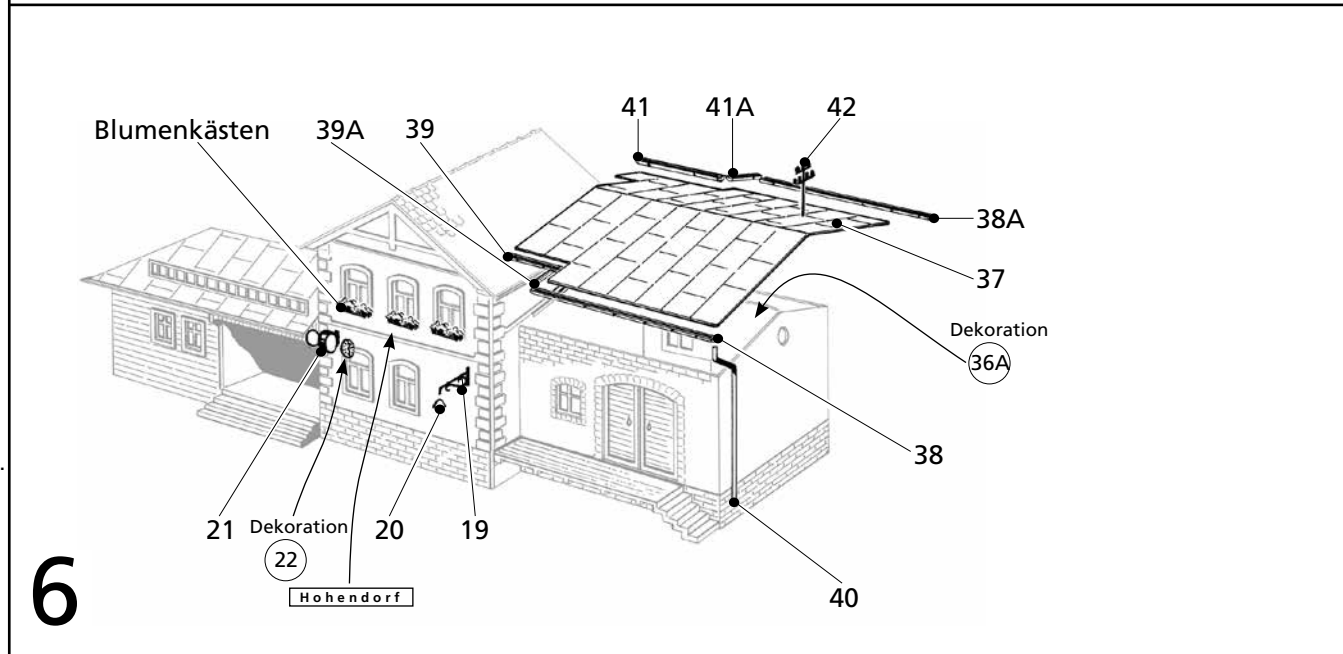 41 41A 42
Blumenkästen 39A 39
38A
37
Dekoration
36A
38
21 Dekoration 20 19
22
Hohendorf 40
6